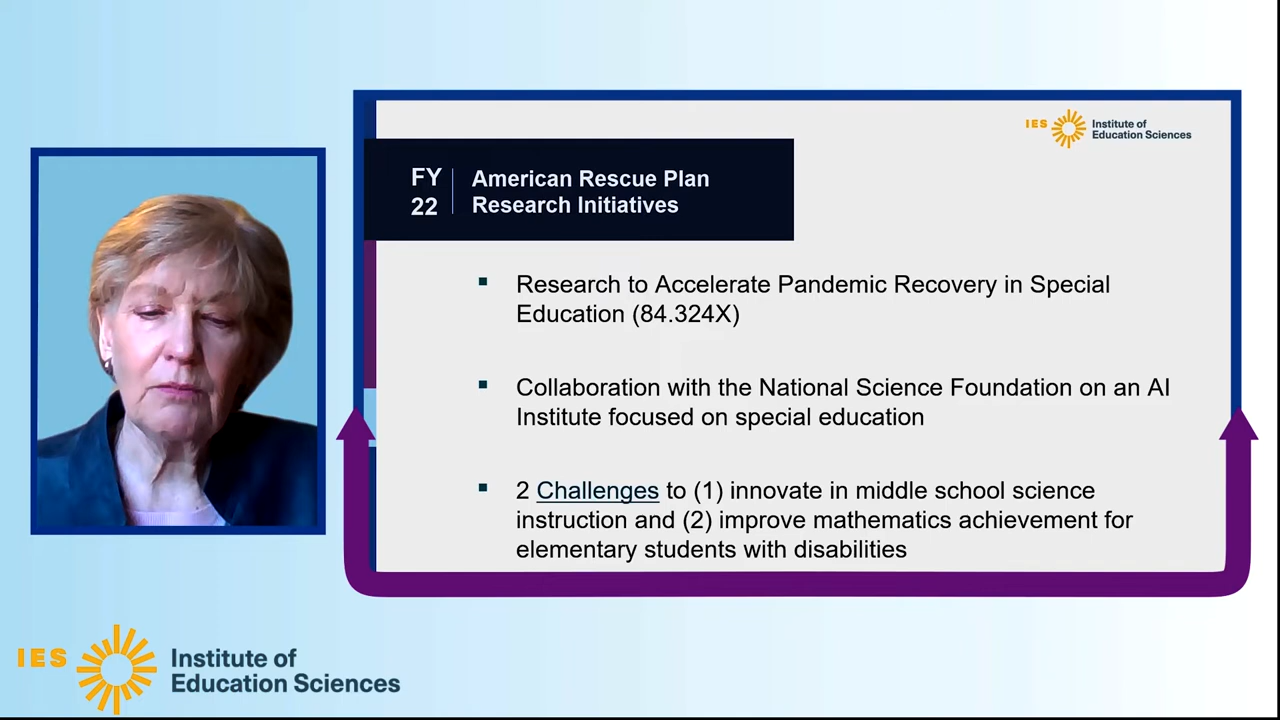 IES Institute of
Education Sciences
FY
22
American Rescue Plan
Research Initiatives
▪ Research to Accelerate Pandemic Recovery in Special
Education (84.324X)
▪ Collaboration with the National Science Foundation on an AI
Institute focused on special education
▪ 2 Challenges to (1) innovate in middle school science
instruction and (2) improve mathematics achievement for
elementary students with disabilities
IES Institute of
Education Sciences